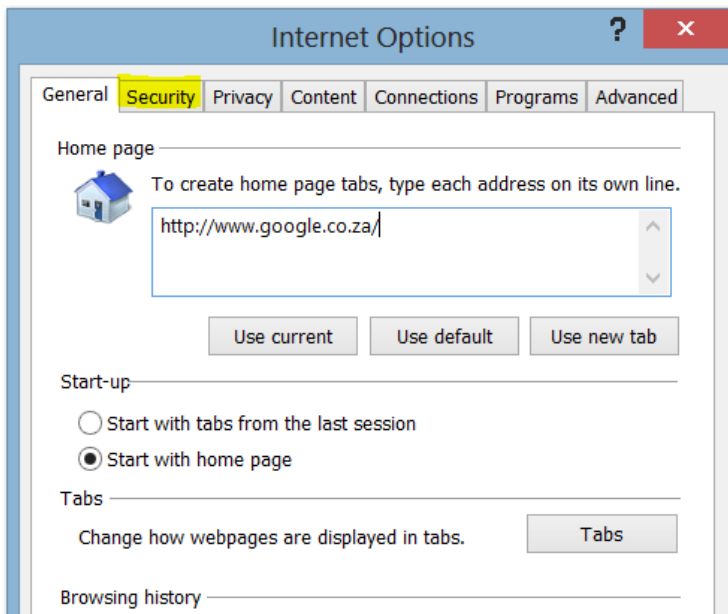 Internet Options ?
General Security Privacy Content Connections Programs Advanced
Home page
To create home page tabs, type each address on its own line.
http://www.google.co.za/
Use current Use default Use new tab
Start-up
Start with tabs from the last session
Start with home page
Tabs
Change how webpages are displayed in tabs. Tabs
Browsing history